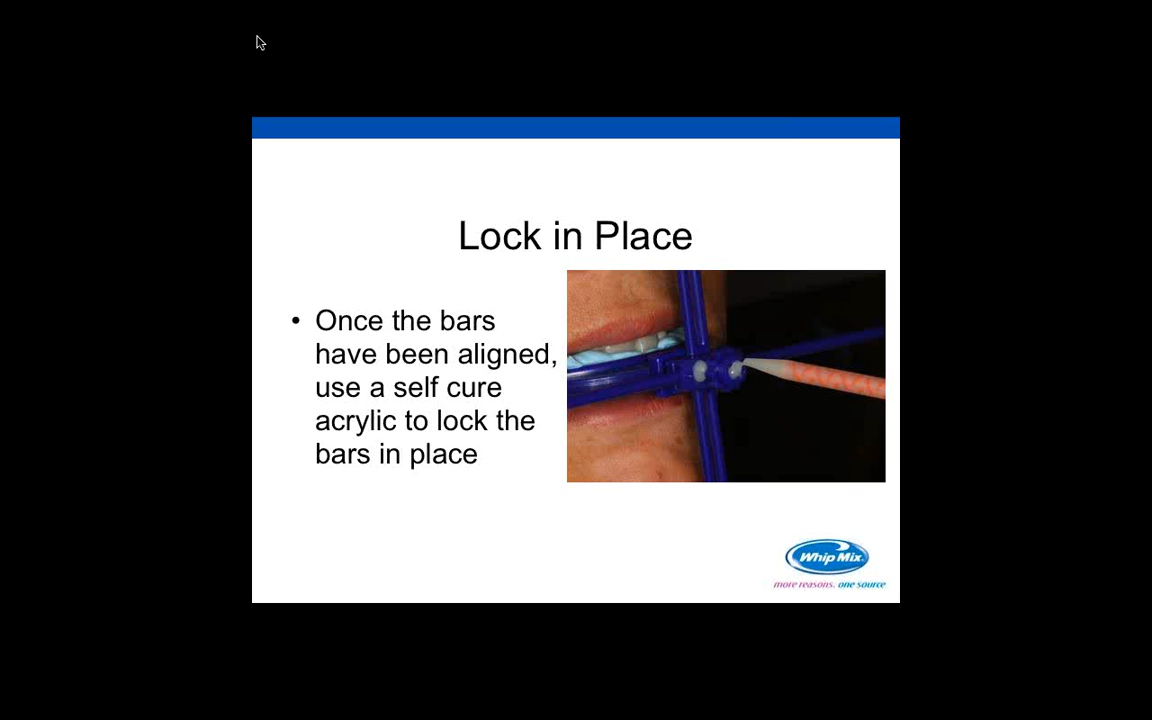 Lock in Place
• Once the bars
have been aligned,
use a self cure
acrylic to lock the
bars in place
Whip Mix
more reasons. one source